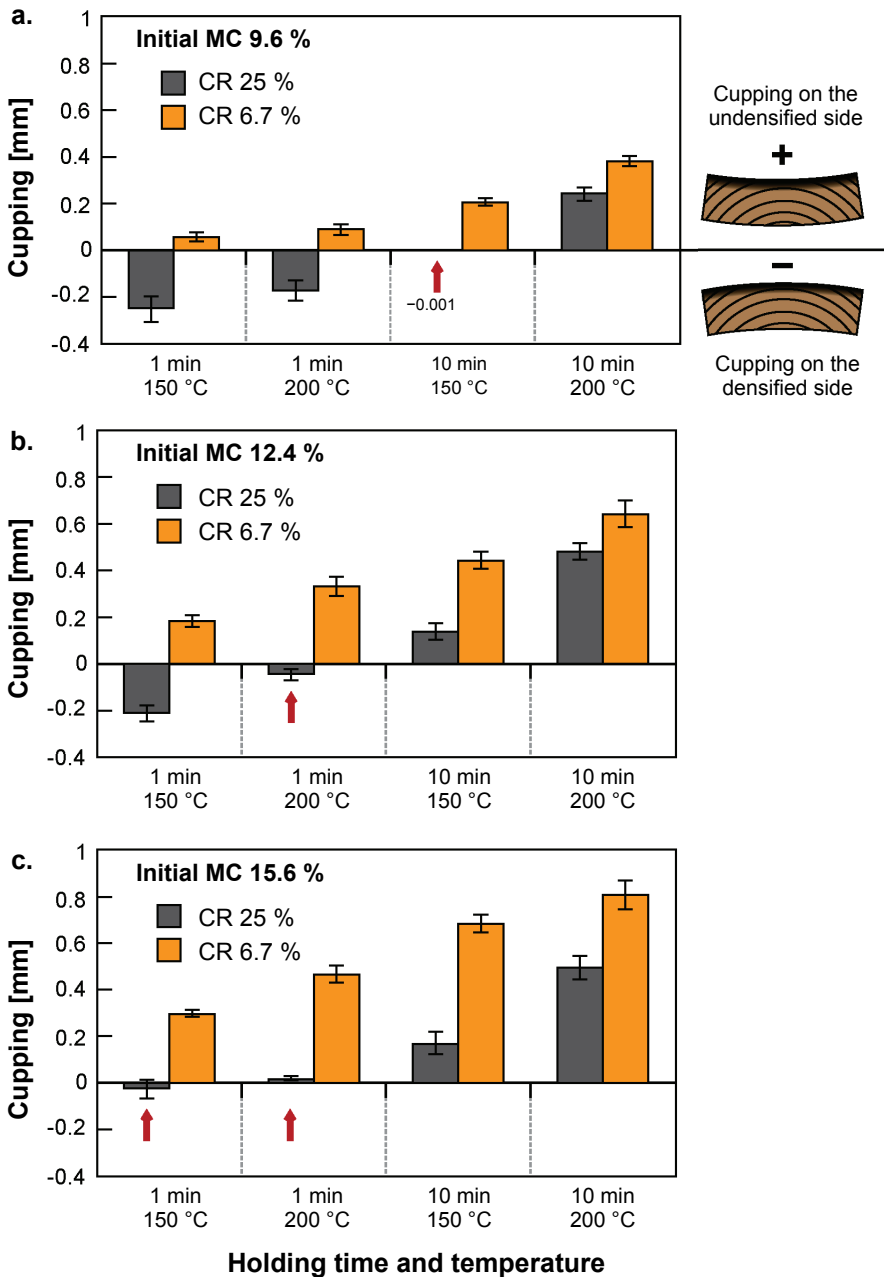 a.
Cupping [mm]
1
0.8
0.6
0.4
0.2
0
-0.2
-0.4
Initial MC 9.6 %
CR 25 %
CR 6.7 %
−0.001
1 min
150 °C
1 min
200 °C
10 min
150 °C
10 min
200 °C
Cupping on the
undensified side
+
−
Cupping on the
densified side
b.
Cupping [mm]
1
0.8
0.6
0.4
0.2
0
-0.2
-0.4
Initial MC 12.4 %
CR 25 %
CR 6.7 %
1 min
150 °C
1 min
200 °C
10 min
150 °C
10 min
200 °C
c.
Cupping [mm]
1
0.8
0.6
0.4
0.2
0
-0.2
-0.4
Initial MC 15.6 %
CR 25 %
CR 6.7 %
1 min
150 °C
1 min
200 °C
10 min
150 °C
10 min
200 °C
Holding time and temperature